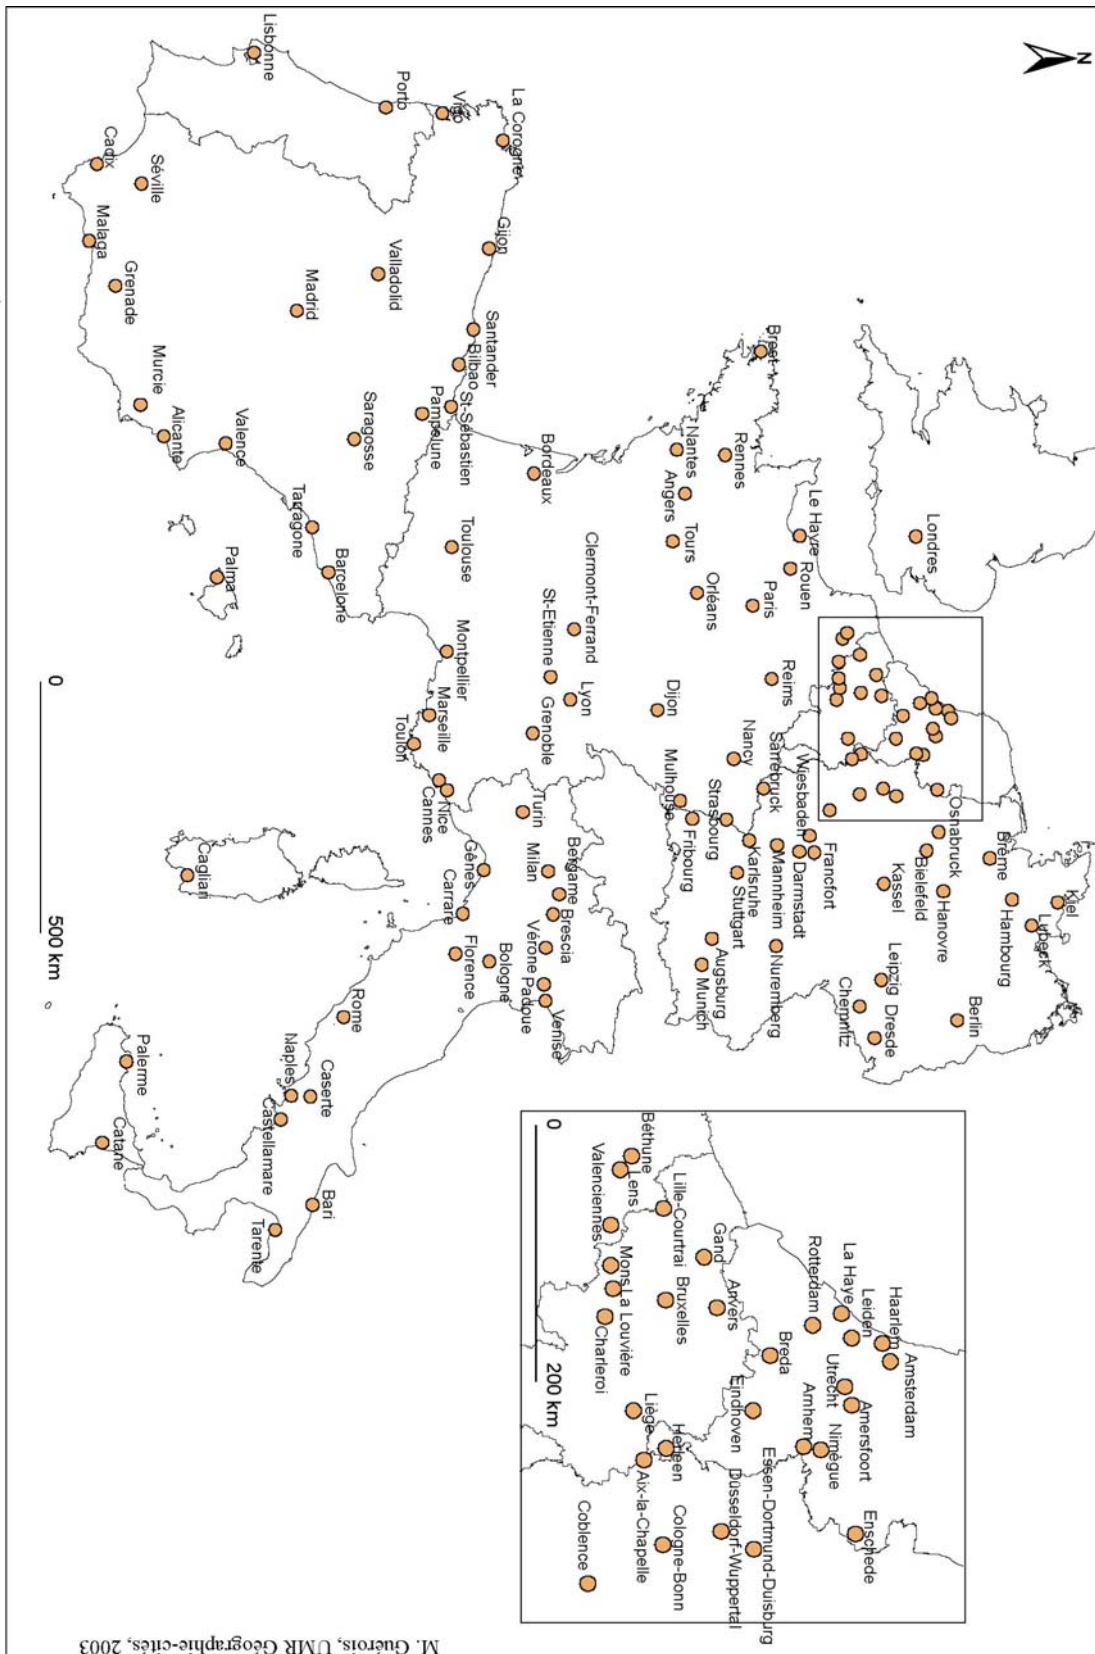 N
Londres
Brest
Rennes
Nantes
Angers
Tours
Le Havre
Rouen
Paris
Orléans
Reims
Nancy
Dijon
Sarrebruck
Strasbourg
Mulhouse
Fribourg
Wiesbaden
Francfort
Darmstadt
Mannheim
Karlsruhe
Stuttgart
Augsburg
Munich
Nuremberg
Osnabruck
Bielefeld
Hanovre
Kassel
Brême
Hambourg
Kiel
Lubeck
Berlin
Leipzig
Dresde
Chemnitz
Bordeaux
Toulouse
Clermont-Ferrand
St-Etienne
Lyon
Grenoble
Montpellier
Marseille
Toulon
Cannes
Nice
La Corogne
Vigo
Porto
Lisbonne
Gijon
Santander
Bilbao
St-Sébastien
Pampelune
Valladolid
Madrid
Saragosse
Séville
Cadix
Malaga
Grenade
Murcie
Alicante
Valence
Tarragone
Barcelone
Palma
Turin
Milan
Bergame
Brescia
Vérone
Padoue
Venise
Gênes
Carrare
Florence
Bologne
Rome
Naples
Caserte
Castellamare
Bari
Tarente
Cagliari
Palerme
Catane
0 500 km
Haarlem
Amsterdam
Leiden
La Haye
Rotterdam
Utrecht
Amersfoort
Arnhem
Nimègue
Enschede
Breda
Eindhoven
Gand
Anvers
Bruxelles
Lille-Courtrai
Béthune
Lens
Valenciennes
Mons
La Louvière
Charleroi
Liège
Herleen
Aix-la-Chapelle
Essen-Dortmund-Duisburg
Düsseldorf-Wuppertal
Cologne-Bonn
Coblence
0 200 km
M. Guérois, UMR Géographie-cités, 2003